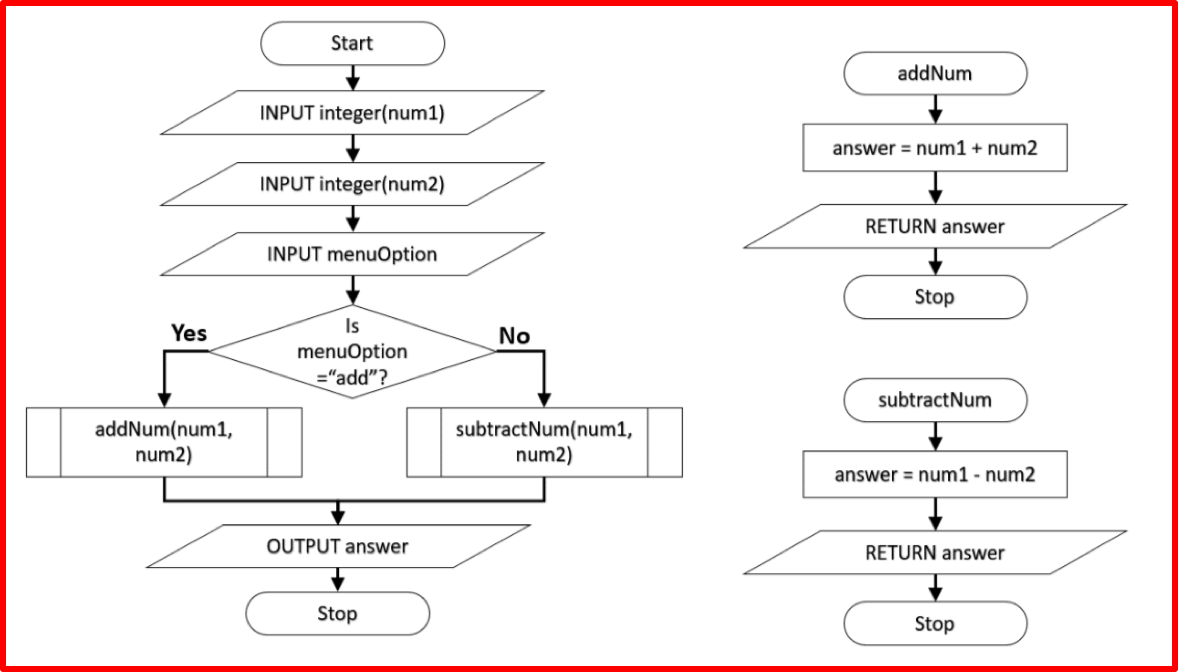 Start
INPUT integer(num1)
INPUT integer(num2)
INPUT menuOption
Is
menuOption
=“add”?
Yes
No
addNum(num1,
num2)
subtractNum(num1,
num2)
OUTPUT answer
Stop
addNum
answer = num1 + num2
RETURN answer
Stop
subtractNum
answer = num1 - num2
RETURN answer
Stop